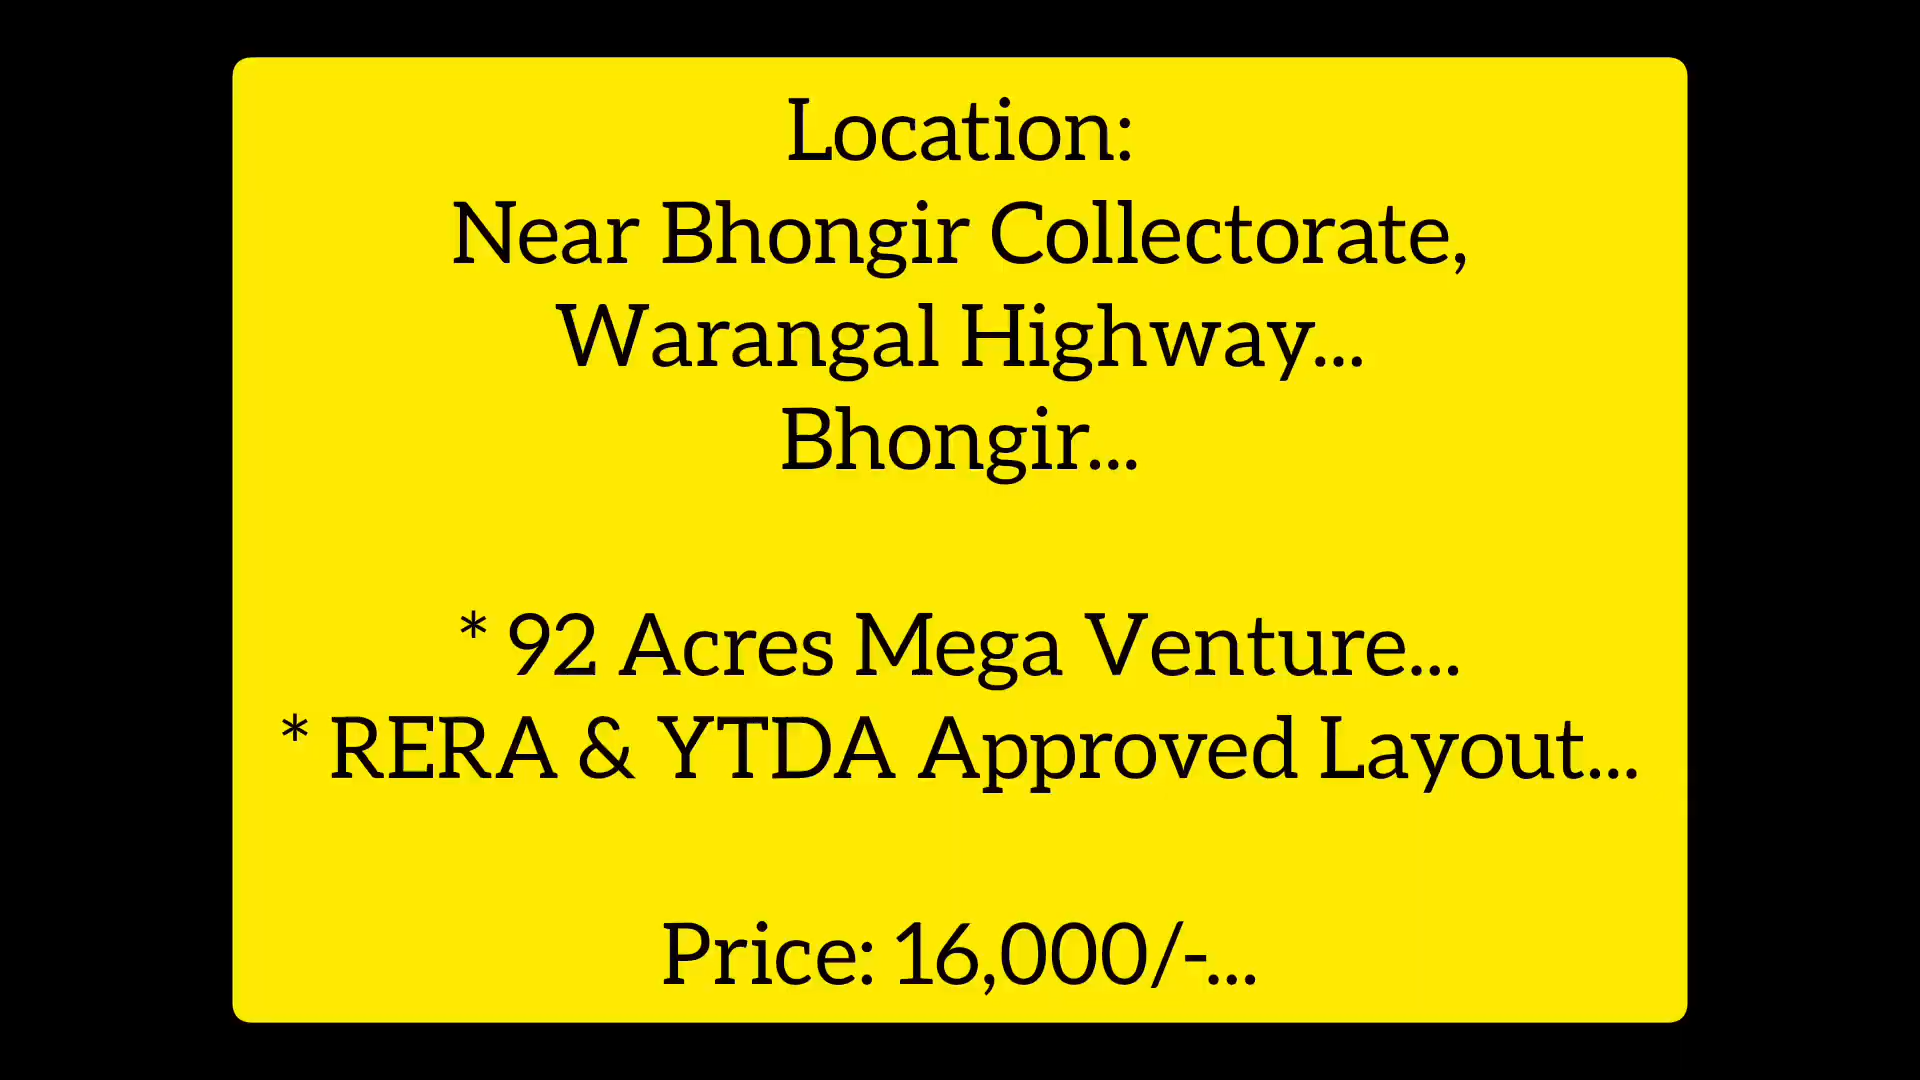 Location:
Near Bhongir Collectorate,
Warangal Highway...
Bhongir...
* 92 Acres Mega Venture...
* RERA & YTDA Approved Layout...
Price: 16,000/-...